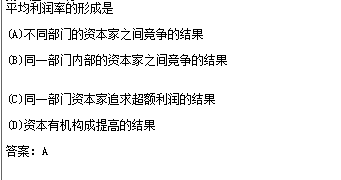 平均利润率的形成是
(A)不同部门的资本家之间竞争的结果
(B)同一部门内部的资本家之间竞争的结果
(C)同一部门资本家追求超额利润的结果
(D)资本有机构成提高的结果
答案：A